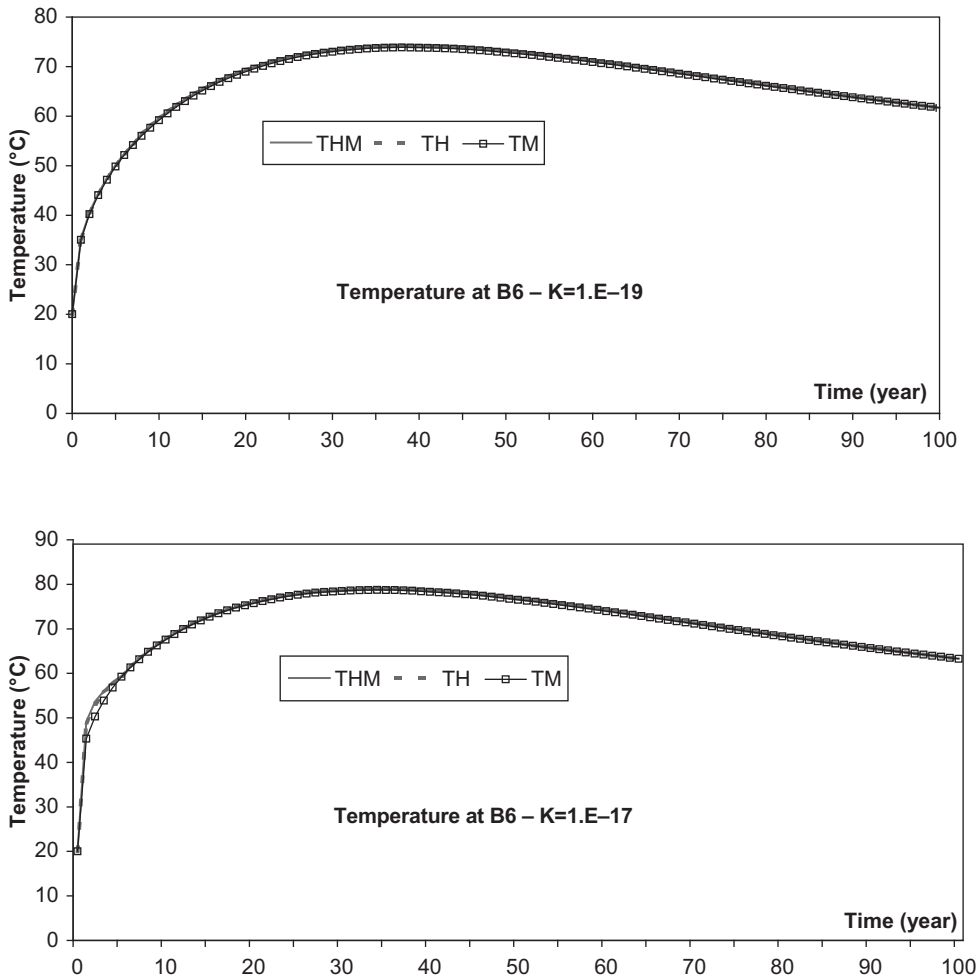 80
70
60
50
40
30
20
10
0
Temperature (°C)
THM TH TM
Temperature at B6 – K=1.E–19
Time (year)
0 10 20 30 40 50 60 70 80 90 100
90
80
70
60
50
40
30
20
10
0
Temperature (°C)
THM TH TM
Temperature at B6 – K=1.E–17
Time (year)
0 10 20 30 40 50 60 70 80 90 100